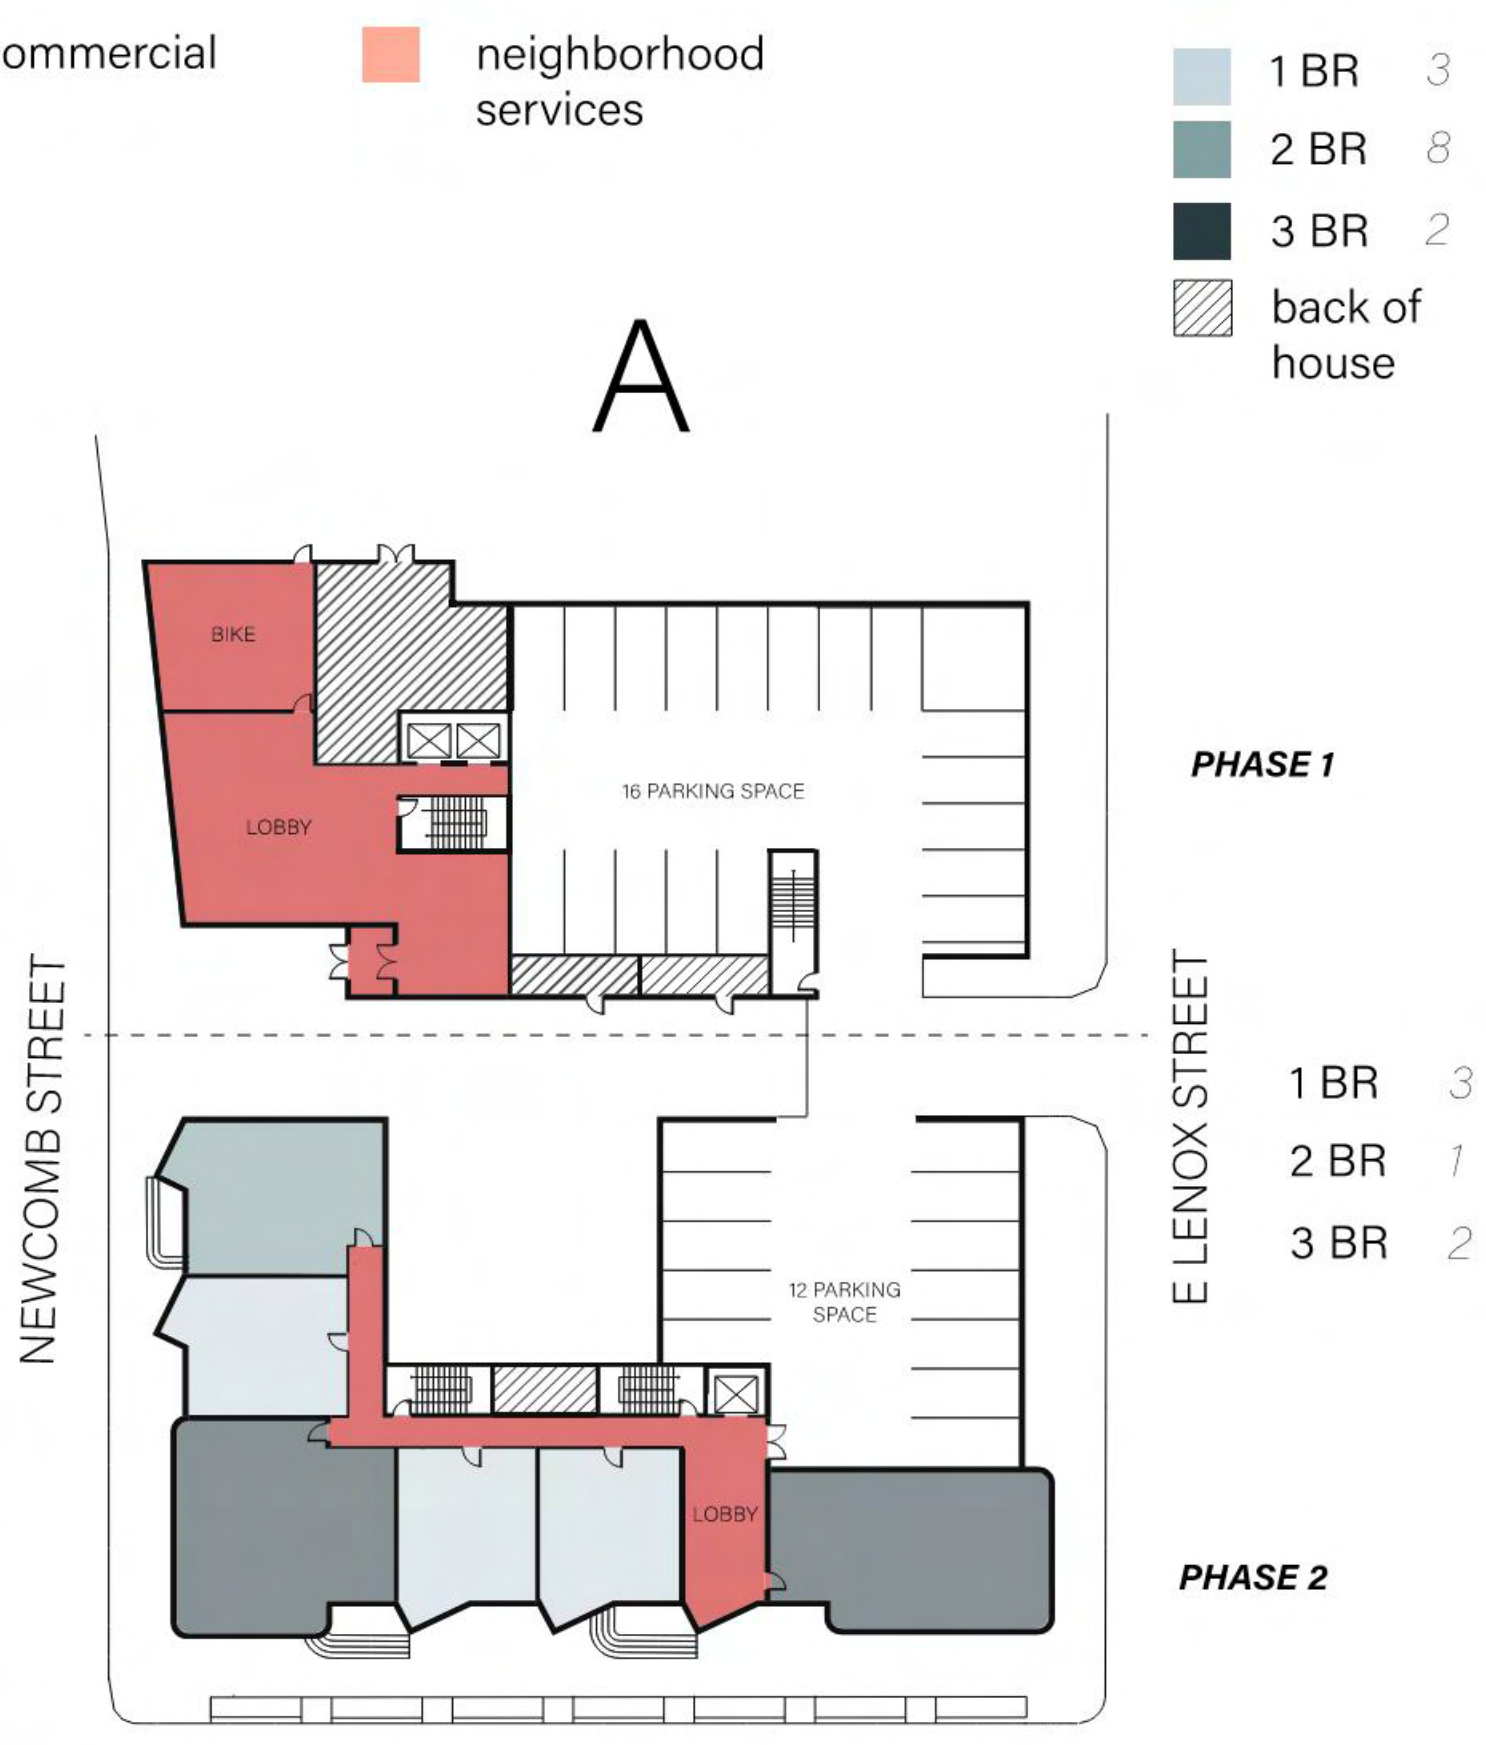 ommercial
neighborhood
services
1 BR 3
2 BR 8
3 BR 2
back of
house
A
BIKE
LOBBY
16 PARKING SPACE
PHASE 1
NEWCOMB STREET
E LENOX STREET
1 BR 3
2 BR 1
3 BR 2
12 PARKING
SPACE
LOBBY
PHASE 2